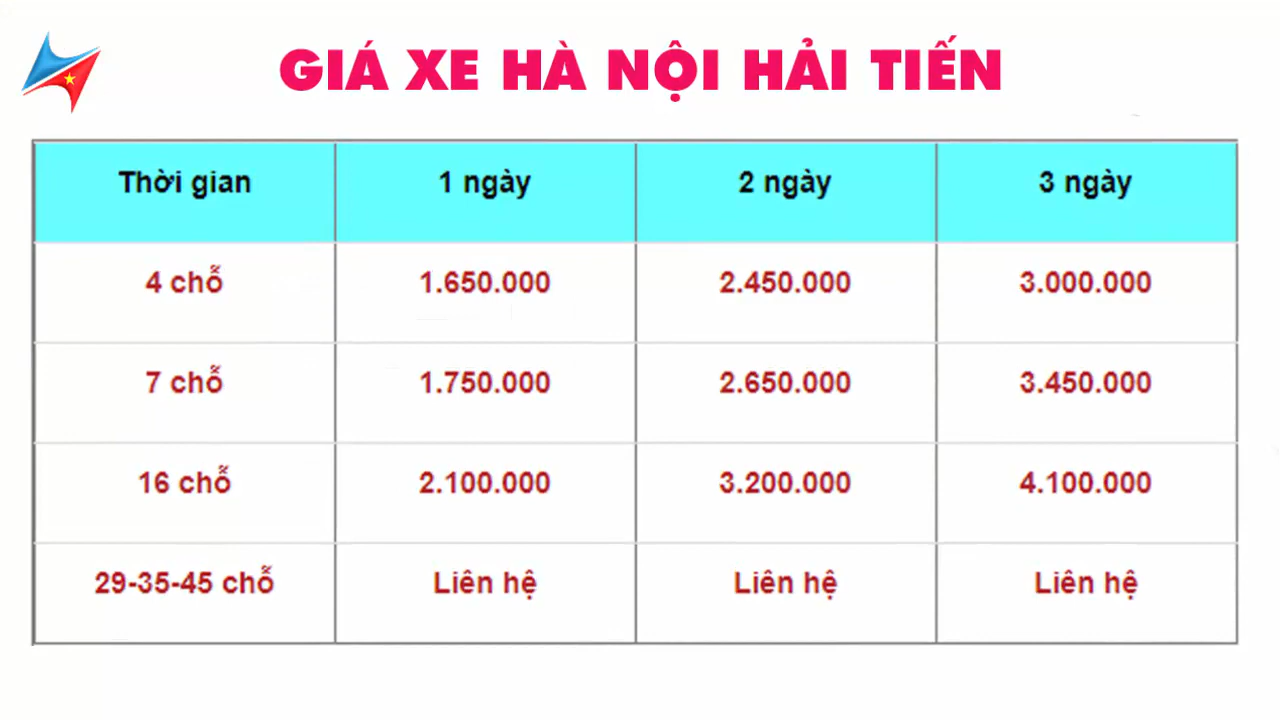 GIÁ XE HÀ NỘI HẢI TIẾN
Thời gian 1 ngày 2 ngày 3 ngày
4 chỗ 1.650.000 2.450.000 3.000.000
7 chỗ 1.750.000 2.650.000 3.450.000
16 chỗ 2.100.000 3.200.000 4.100.000
29-35-45 chỗ Liên hệ Liên hệ Liên hệ